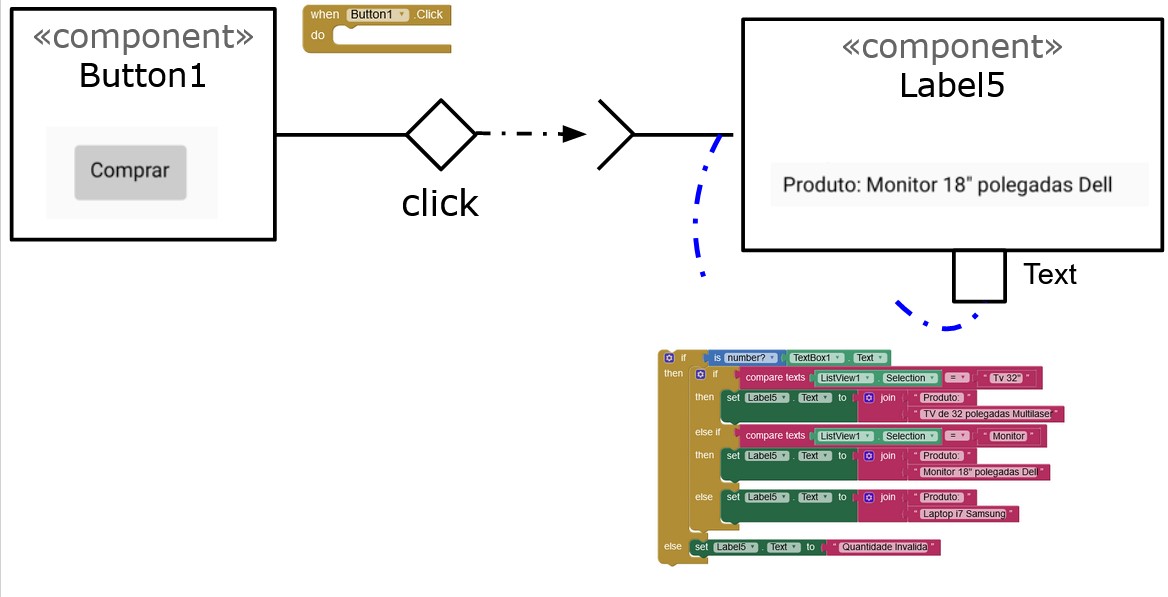 «component»
Button1
Comprar
when Button1 .Click
do
click
«component»
Label5
Produto: Monitor 18" polegadas Dell
Text
if is number? TextBox1 . Text
then if compare texts ListView1 . Selection = " Tv 32" "
then set Label5 . Text to join " Produto: "
" TV de 32 polegadas Multilaser "
else if compare texts ListView1 . Selection = " Monitor "
then set Label5 . Text to join " Produto: "
" Monitor 18" polegadas Dell "
else set Label5 . Text to join " Produto: "
" Laptop i7 Samsung "
else set Label5 . Text to " Quantidade Invalida "